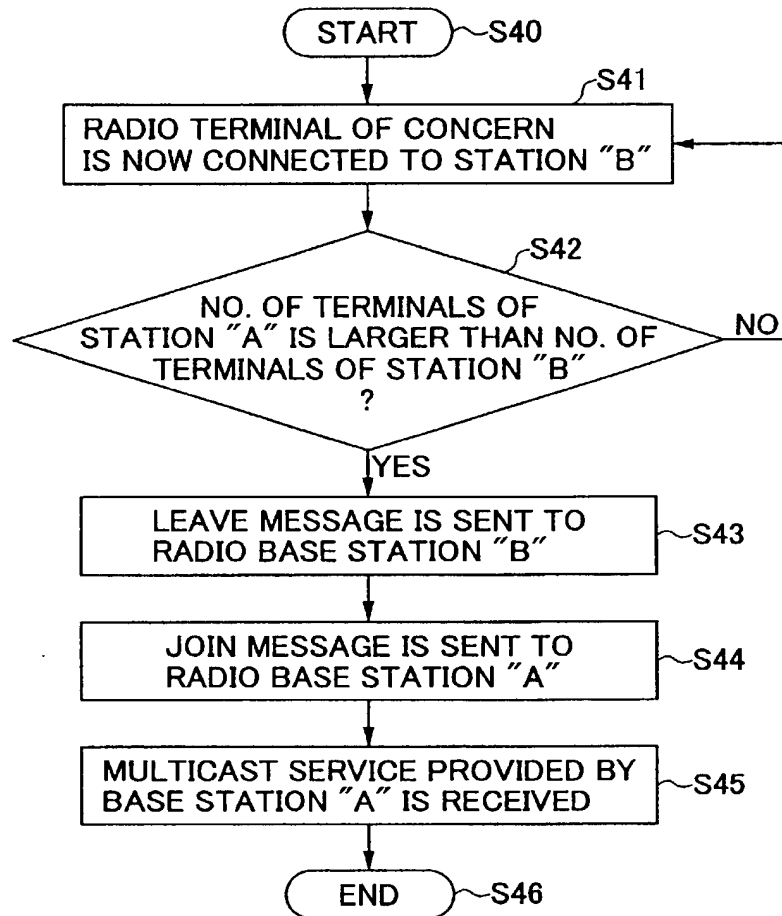 START
S40
S41
RADIO TERMINAL OF CONCERN
IS NOW CONNECTED TO STATION "B"
S42
NO. OF TERMINALS OF
STATION "A" IS LARGER THAN NO. OF
TERMINALS OF STATION "B"
?
NO
YES
LEAVE MESSAGE IS SENT TO
RADIO BASE STATION "B"
S43
JOIN MESSAGE IS SENT TO
RADIO BASE STATION "A"
S44
MULTICAST SERVICE PROVIDED BY
BASE STATION "A" IS RECEIVED
S45
END
S46